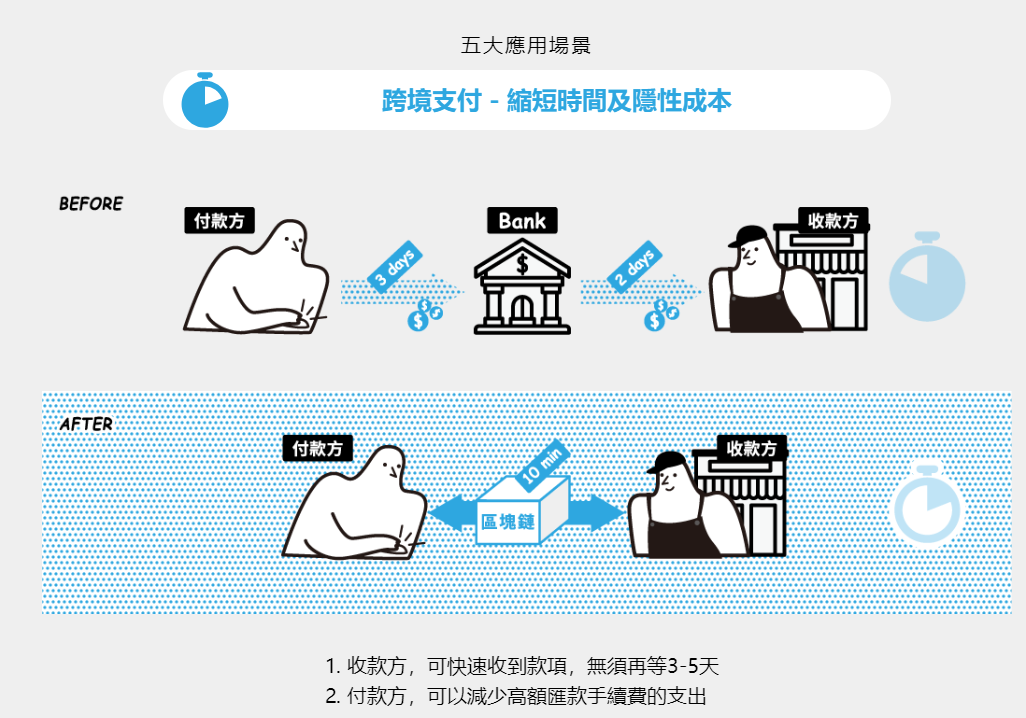 五大應用場景
跨境支付 - 縮短時間及隱性成本
BEFORE
付款方
Bank
收款方
3 days
2 days
$
$
$
AFTER
付款方
收款方
10 min
區塊鏈
1. 收款方，可快速收到款項，無須再等3-5天
2. 付款方，可以減少高額匯款手續費的支出